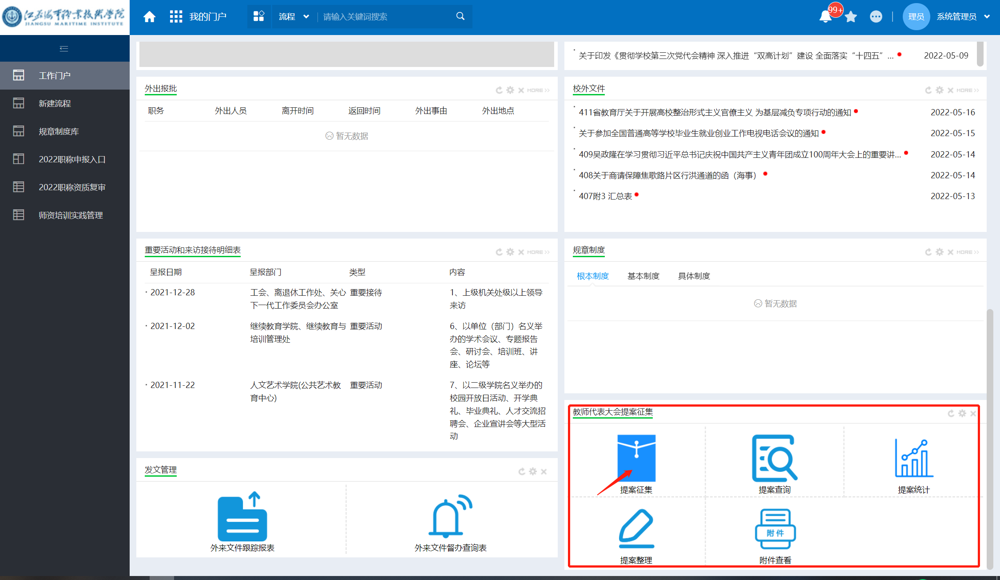 江苏海事职业技术学院
JIANGSU MARITIME INSTITUTE
我的门户
流程
请输入关键词搜索
99+
理员
系统管理员
工作门户
新建流程
规章制度库
2022职称申报入口
2022职称资质复审
师资培训实践管理
关于印发《贯彻学校第三次党代会精神 深入推进“双高计划”建设 全面落实“十四五”...
2022-05-09
外出报批
MORE >>
职务 外出人员 离开时间 返回时间 外出事由 外出地点
暂无数据
校外文件
MORE >>
411省教育厅关于开展高校整治形式主义官僚主义 为基层减负专项行动的通知 2022-05-16
关于参加全国普通高等学校毕业生就业创业工作电视电话会议的通知 2022-05-15
409吴政隆在学习贯彻习近平总书记庆祝中国共产主义青年团成立100周年大会上的重要讲... 2022-05-14
408关于商请保障焦歌路片区行洪通道的函（海事） 2022-05-14
407附3 汇总表 2022-05-13
重要活动和来访接待明细表
MORE >>
呈报日期 呈报部门 类型 内容
2021-12-28 工会、离退休工作处、关心 重要接待 1、上级机关处级以上领导
下一代工作委员会办公室 来访
2021-12-02 继续教育学院、继续教育与 重要活动 6、以单位（部门）名义举
培训管理处 办的学术会议、专题报告
会、研讨会、培训班、讲
座、论坛等
2021-11-22 人文艺术学院(公共艺术教 重要活动 7、以二级学院名义举办的
育中心) 校园开放日活动、开学典
礼、毕业典礼、人才交流招
聘会、企业宣讲会等大型活
动
规章制度
MORE >>
根本制度 基本制度 具体制度
暂无数据
发文管理
外来文件跟踪报表 外来文件督办查询表
教师代表大会提案征集
提案征集 提案查询 提案统计
附件
提案整理 附件查看